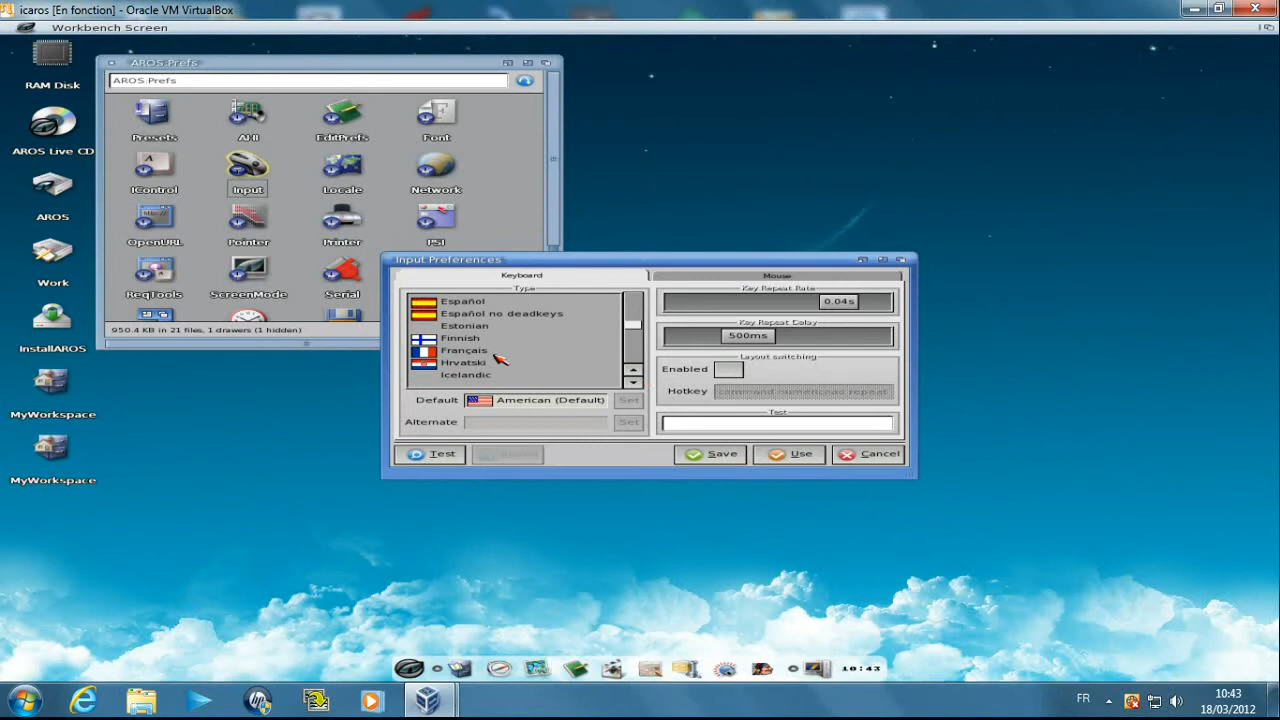 icaros [En fonction] - Oracle VM VirtualBox
Workbench Screen
RAM Disk
AROS Live CD
AROS
Work
InstallAROS
MyWorkspace
MyWorkspace
AROS:Prefs
AROS:Prefs
Presets AHI EditPrefs Font
IControl Input Locale Network
OpenURL Pointer Printer PSI
ReqTools ScreenMode Serial
950.4 KB in 21 files, 1 drawers (1 hidden)
Input Preferences
Keyboard Mouse
Type
Español
Español no deadkeys
Estonian
Finnish
Français
Hrvatski
Icelandic
Default American (Default) Set
Alternate Set
Key Repeat Rate
0.04s
Key Repeat Delay
500ms
Layout switching
Enabled
Hotkey command numericpad repeat
Test
Test Save Use Cancel
10:43
FR
10:43
18/03/2012